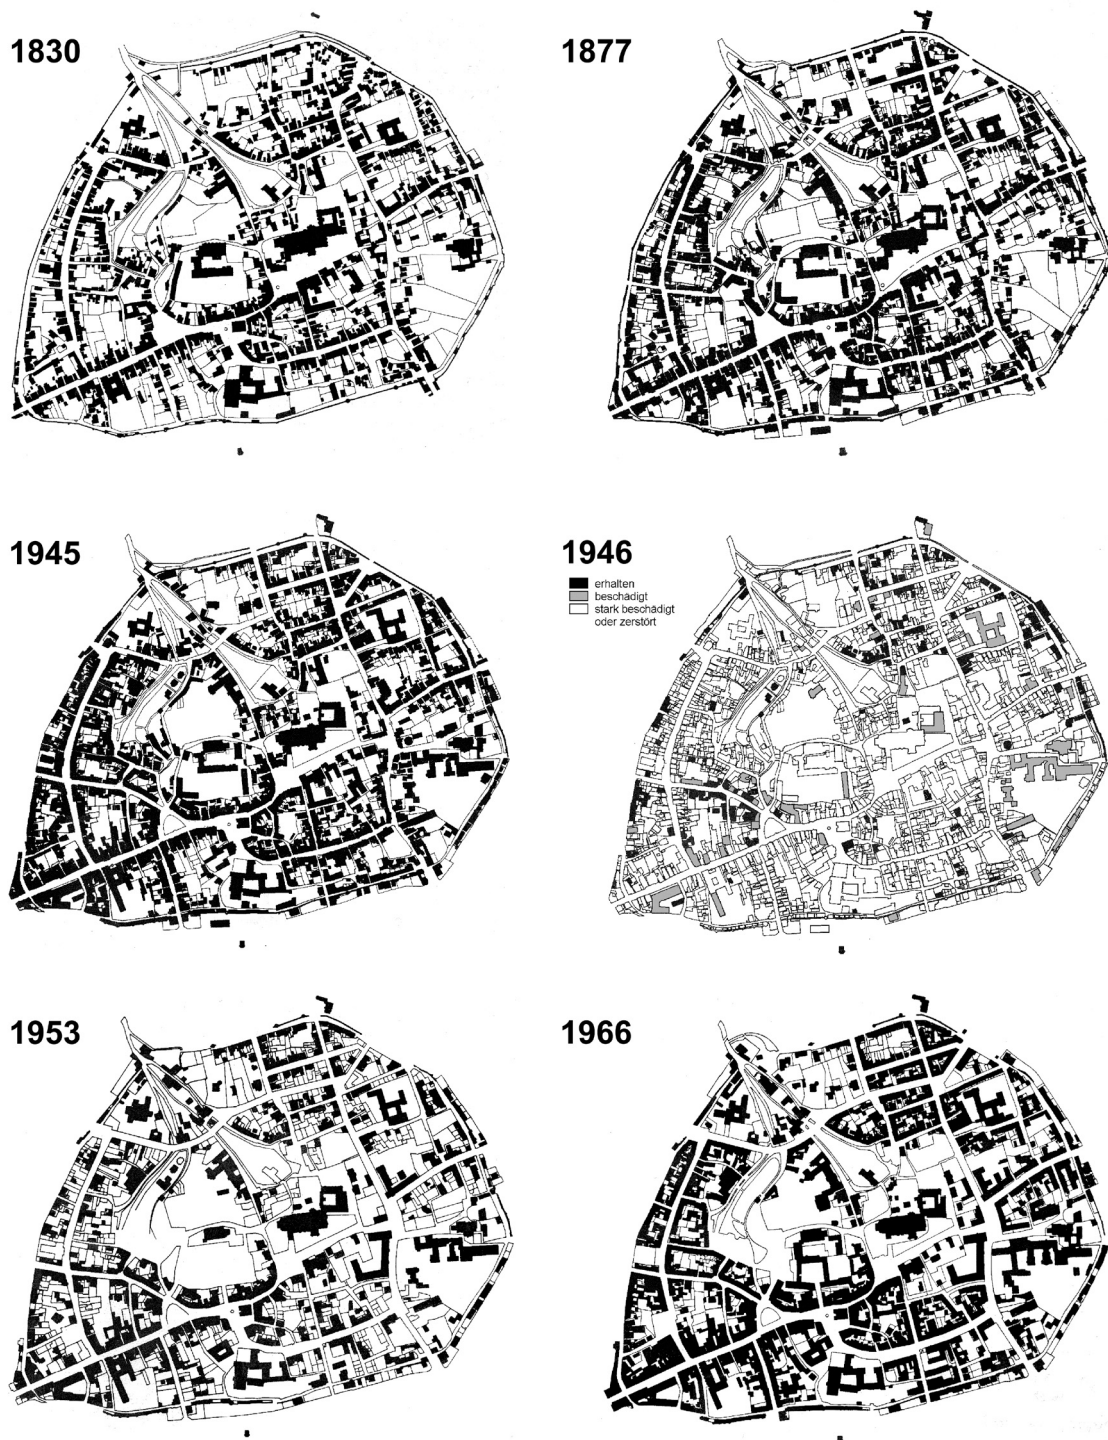 1830
1877
1945
1946
erhalten
beschädigt
stark beschädigt
oder zerstört
1953
1966